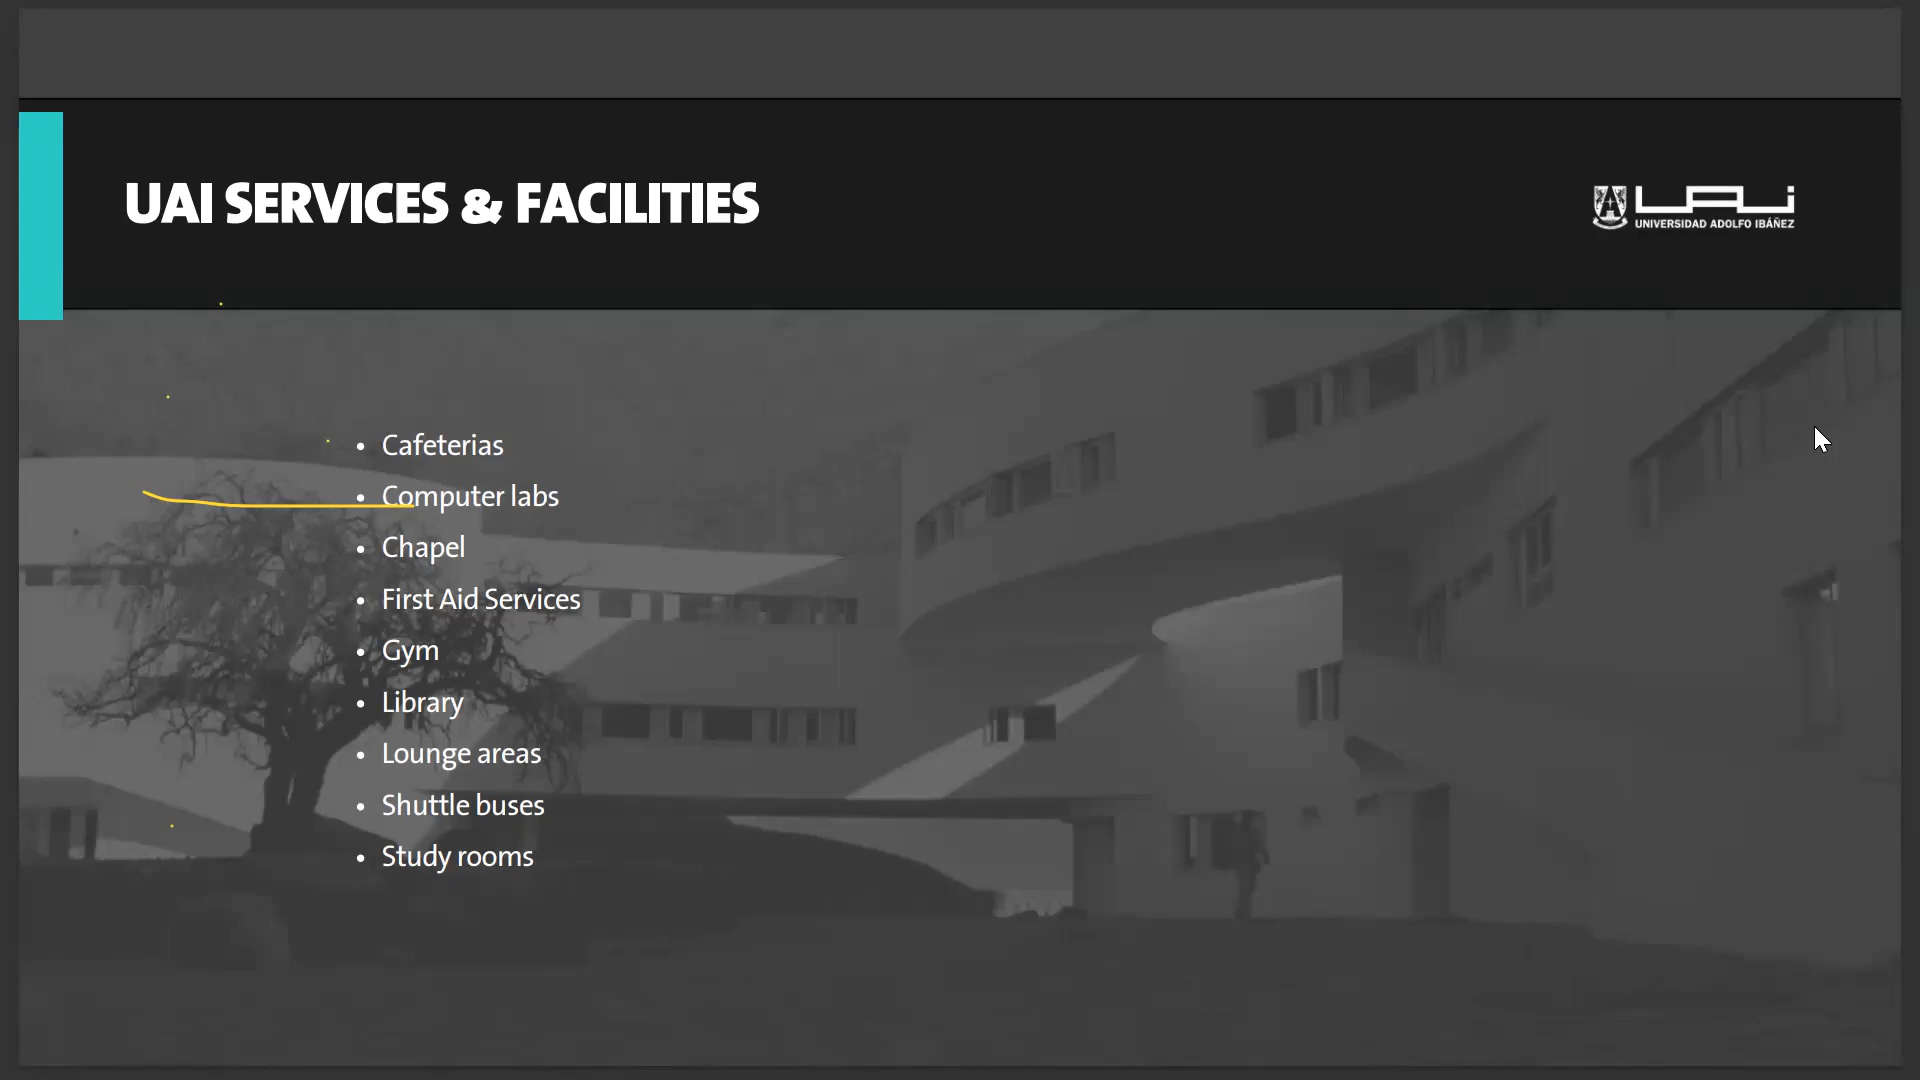 UAI SERVICES & FACILITIES
UAI
UNIVERSIDAD ADOLFO IBÁÑEZ
• Cafeterias
• Computer labs
• Chapel
• First Aid Services
• Gym
• Library
• Lounge areas
• Shuttle buses
• Study rooms